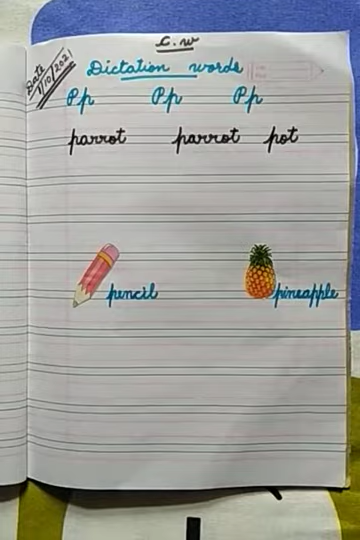 C.w
Date
1/10/2021
Dictation words
Pp Pp Pp
parrot parrot pot
pencil pineapple